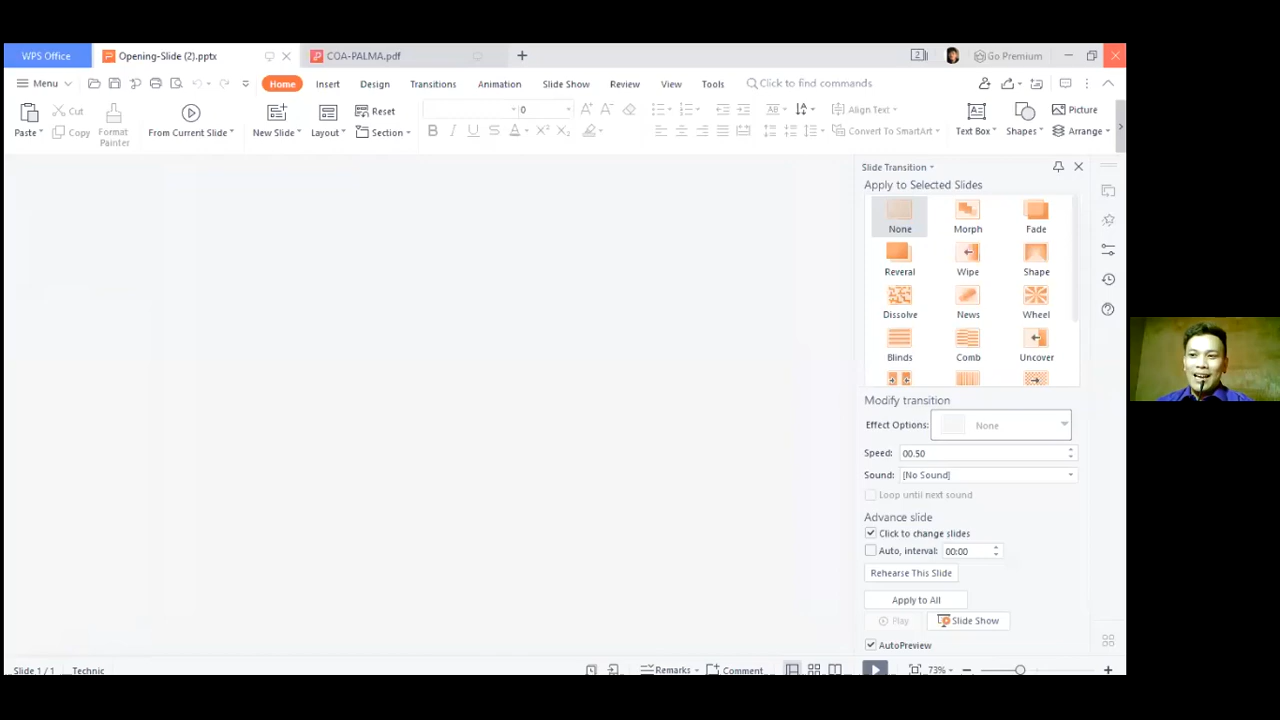 WPS Office
Opening-Slide (2).pptx
COA-PALMA.pdf
2
Go Premium
Menu
Home
Insert
Design
Transitions
Animation
Slide Show
Review
View
Tools
Click to find commands
Paste
Cut
Copy
Format
Painter
From Current Slide
New Slide
Layout
Reset
Section
0
B I U S A X² X₂
AB
Align Text
Convert To SmartArt
Text Box
Shapes
Picture
Arrange
Slide Transition
Apply to Selected Slides
None
Morph
Fade
Reveral
Wipe
Shape
Dissolve
News
Wheel
Blinds
Comb
Uncover
Modify transition
Effect Options:
None
Speed:
00.50
Sound:
[No Sound]
Loop until next sound
Advance slide
Click to change slides
Auto, interval:
00:00
Rehearse This Slide
Apply to All
Play
Slide Show
AutoPreview
Slide 1 / 1
Technic
Remarks
Comment
73%